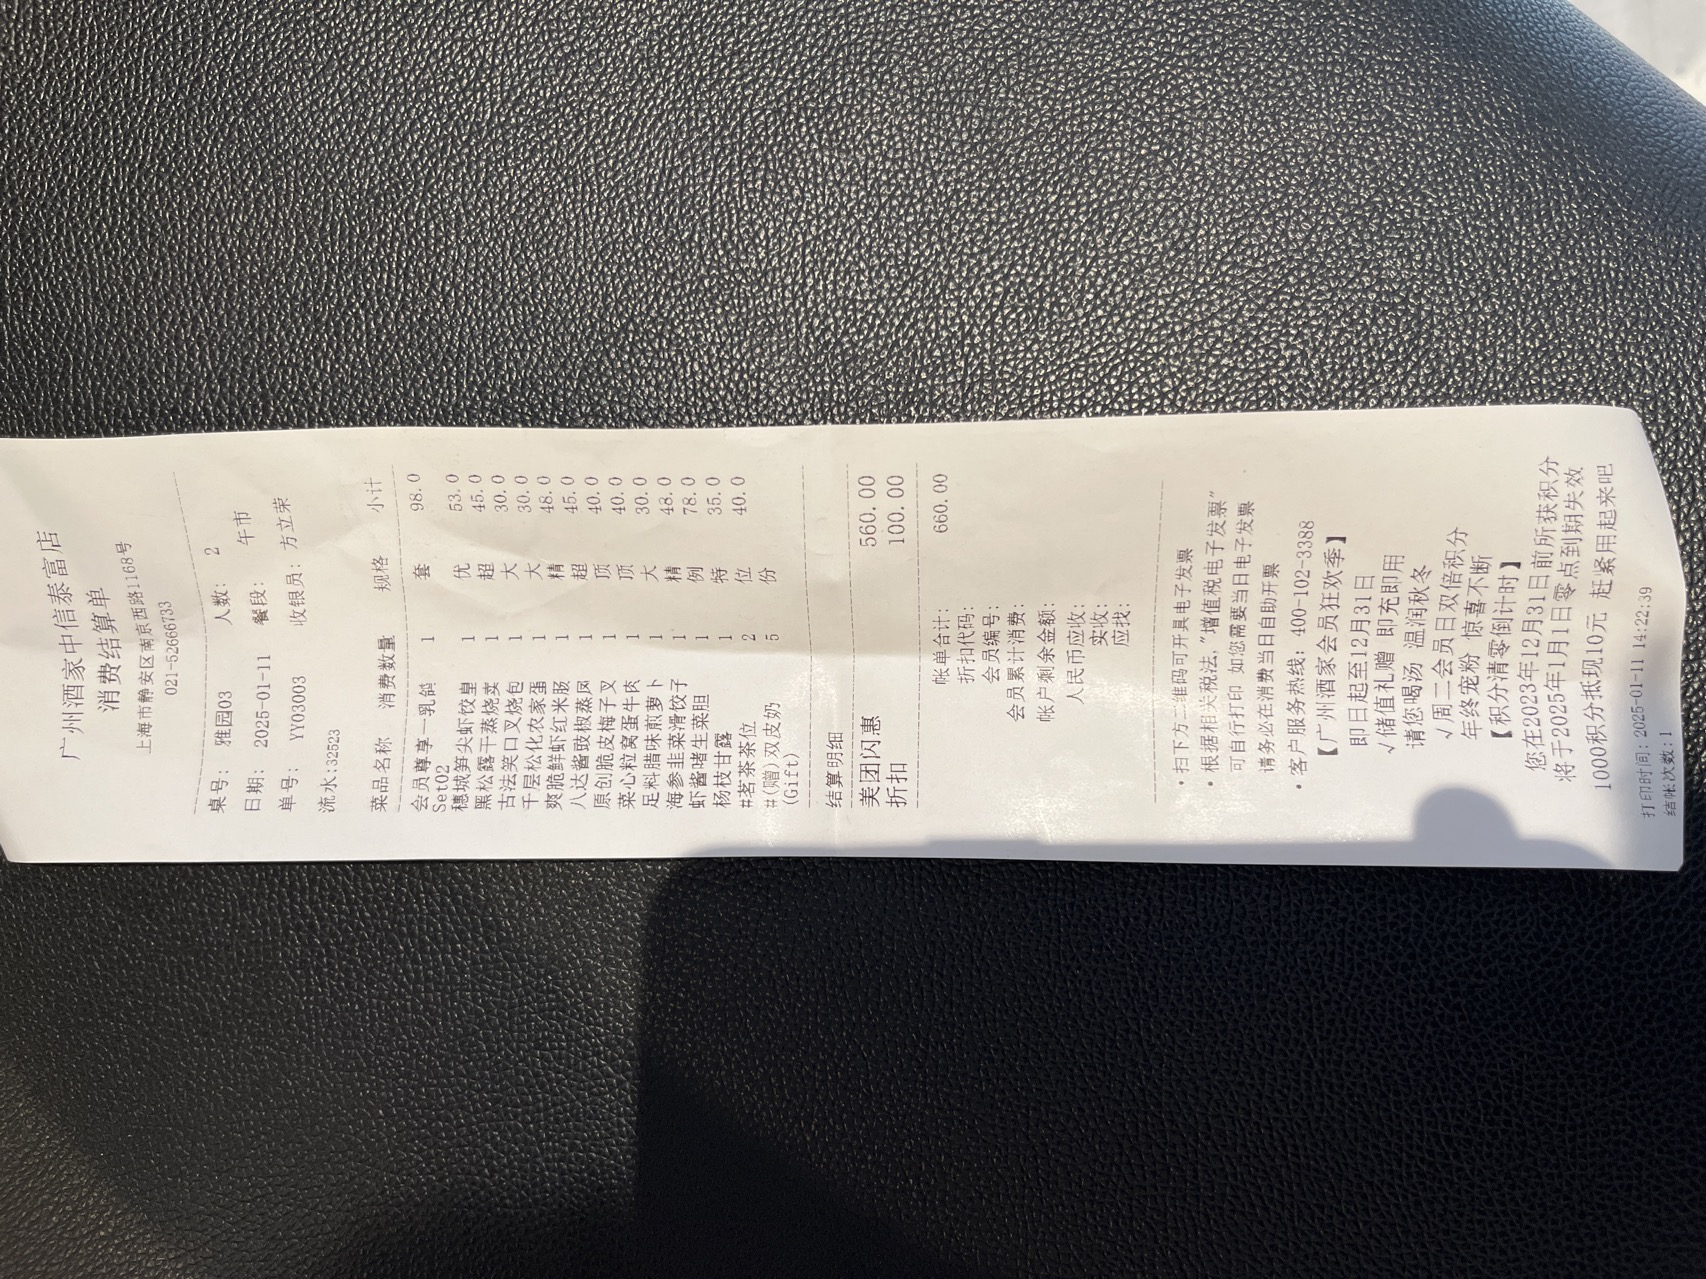 广州酒家中信泰富店
消费结算单
上海市静安区南京西路1168号
021-52666733
桌号: 雅园03 人数: 2
日期: 2025-01-11 餐段: 午市
单号: YY03003 收银员: 方立荣
流水:32523
菜品名称 消费数量 规格 小计
会员尊享一乳鸽 1 套 98.0
Set02
穗城笋尖虾饺皇 1 优 53.0
黑松露干蒸烧卖 1 超 45.0
古法笑口叉烧包 1 大 30.0
千层松化农家蛋 1 大 30.0
爽脆鲜虾红米肠 1 精 48.0
八达酱豉椒蒸凤 1 超 45.0
原创脆皮梅子叉 1 顶 40.0
菜心粒窝蛋牛肉 1 顶 40.0
足料腊味煎萝卜 1 大 30.0
海参韭菜滑饺子 1 精 48.0
虾酱啫生菜胆 1 例 78.0
杨枝甘露 1 特 35.0
#茗茶茶位 2 位 40.0
#(赠)双皮奶 5 份
(Gift)
结算明细
美团闪惠 560.00
折扣 100.00
帐单合计: 660.00
折扣代码:
会员编号:
会员累计消费:
帐户剩余金额:
人民币应收:
实收:
应找:
·扫下方二维码可开具电子发票
·根据相关税法,"增值税电子发票"
可自行打印 如您需要当日电子发票
请务必在消费当日自助开票
·客户服务热线: 400-102-3388
【广州酒家会员狂欢季】
即日起至12月31日
√储值礼赠 即充即用
请您喝汤 温润秋冬
√周二会员日双倍积分
年终宠粉 惊喜不断
【积分清零倒计时】
您在2023年12月31日前所获积分
将于2025年1月1日零点到期失效
1000积分抵现10元 赶紧用起来吧
打印时间: 2025-01-11 14:22:39
结帐次数: 1